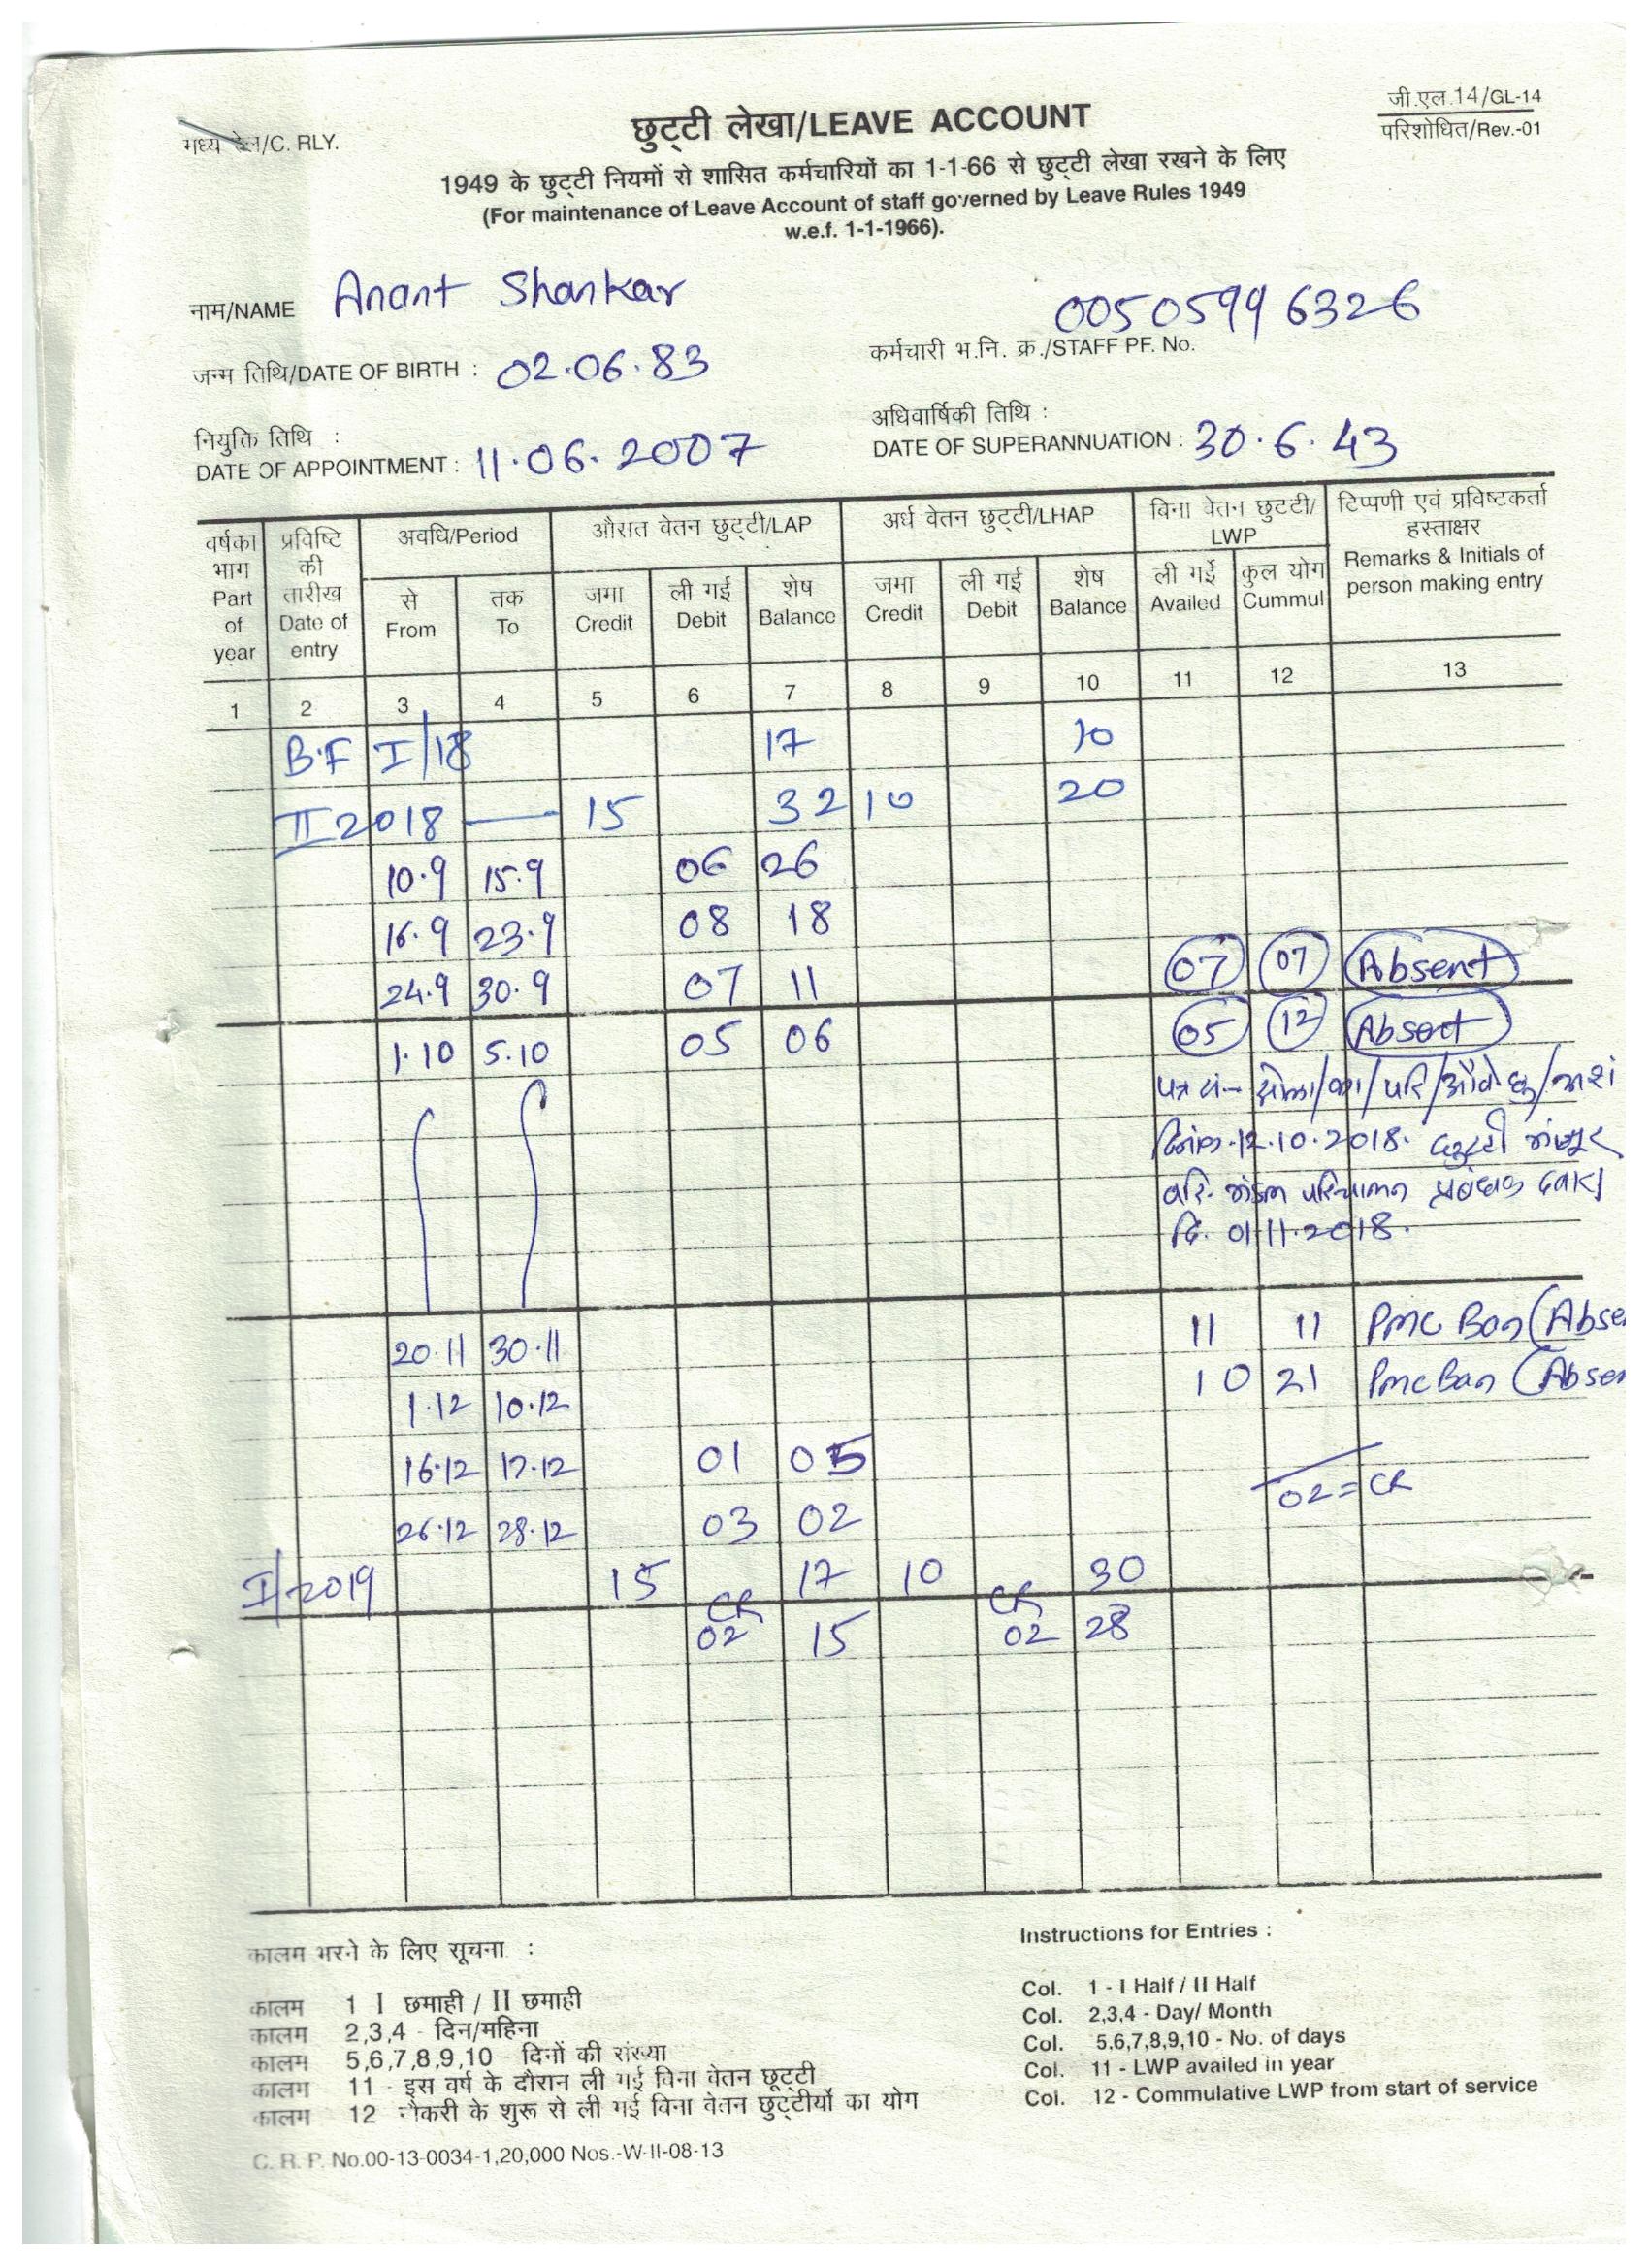 मध्य रेल/C. RLY.
जी.एल.14/GL-14
परिशोधित/Rev.-01
छुट्टी लेखा/LEAVE ACCOUNT
1949 के छुट्टी नियमों से शासित कर्मचारियों का 1-1-66 से छुट्टी लेखा रखने के लिए
(For maintenance of Leave Account of staff governed by Leave Rules 1949
w.e.f. 1-1-1966).
नाम/NAME Anant Shankar
00505996326
जन्म तिथि/DATE OF BIRTH : 02.06.83
कर्मचारी भ.नि. क्र./STAFF PF. No.
नियुक्ति तिथि :
DATE OF APPOINTMENT : 11.06.2007
अधिवार्षिकी तिथि :
DATE OF SUPERANNUATION : 30.6.43
वर्षका भाग Part of year
प्रविष्टि की तारीख Date of entry
अवधि/Period
औसत वेतन छुट्टी/LAP
अर्ध वेतन छुट्टी/LHAP
बिना वेतन छुटटी/ LWP
टिप्पणी एवं प्रविष्टकर्ता हस्ताक्षर Remarks & Initials of person making entry
से From
तक To
जमा Credit
ली गई Debit
शेष Balance
जमा Credit
ली गई Debit
शेष Balance
ली गई Availed
कुल योग Cummul
1 2 3 4 5 6 7 8 9 10 11 12 13
B.F I/18 17 10
II 2018 — 15 32 10 20
10.9 15.9 06 26
16.9 23.9 08 18
24.9 30.9 07 11 07 07 Absent
1.10 5.10 05 06 05 12 Absent
पत्र सं- /परि/
दिनांक-12.10.2018. छुट्टी मंजूर
वरि. मंडल परिचालन प्रबंधक द्वारा
दि. 01.11.2018.
20.11 30.11 11 11 Pmc Ban (Abse
1.12 10.12 10 21 Pmc Ban (Abse
16.12 17.12 01 05
02=CR
26.12 28.12 03 02
I/2019 15 17 10 30
CR 02 15 CR 02 28
कालम भरने के लिए सूचना :
कालम 1 I छमाही / II छमाही
कालम 2,3,4 - दिन/महिना
कालम 5,6,7,8,9,10 - दिनों की संख्या
कालम 11 - इस वर्ष के दौरान ली गई विना वेतन छूट्टी
कालम 12 नौकरी के शुरू से ली गई विना वेतन छुट्टीयों का योग
Instructions for Entries :
Col. 1 - I Half / II Half
Col. 2,3,4 - Day/ Month
Col. 5,6,7,8,9,10 - No. of days
Col. 11 - LWP availed in year
Col. 12 - Commulative LWP from start of service
C. R. P. No.00-13-0034-1,20,000 Nos.-W-II-08-13